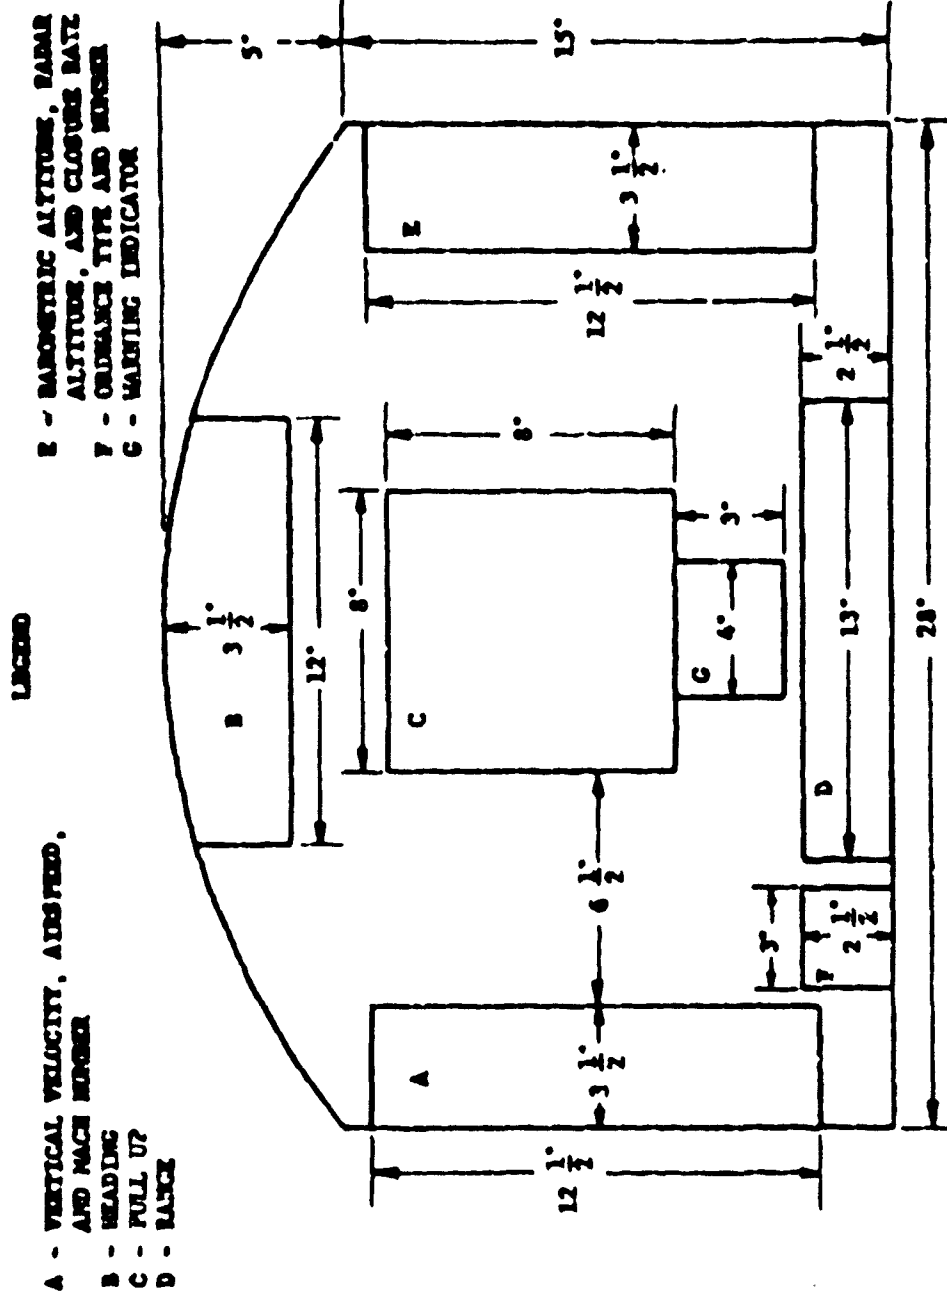 LEGEND
A - VERTICAL VELOCITY, AIRSPEED,
AND MACH NUMBER
B - HEADING
C - PULL UP
D - RANGE
E - BAROMETRIC ALTITUDE, RADAR
ALTITUDE, AND CLOSURE RATE
F - ORDNANCE TYPE AND NUMBER
G - WARNING INDICATOR
5°
15°
3 1/2°
B
12°
8°
8°
C
A
E
12 1/2°
3 1/2°
6 1/2°
12 1/2°
3 1/2°
3°
G
4°
3°
F
2 1/2°
D
13°
2 1/2°
28°